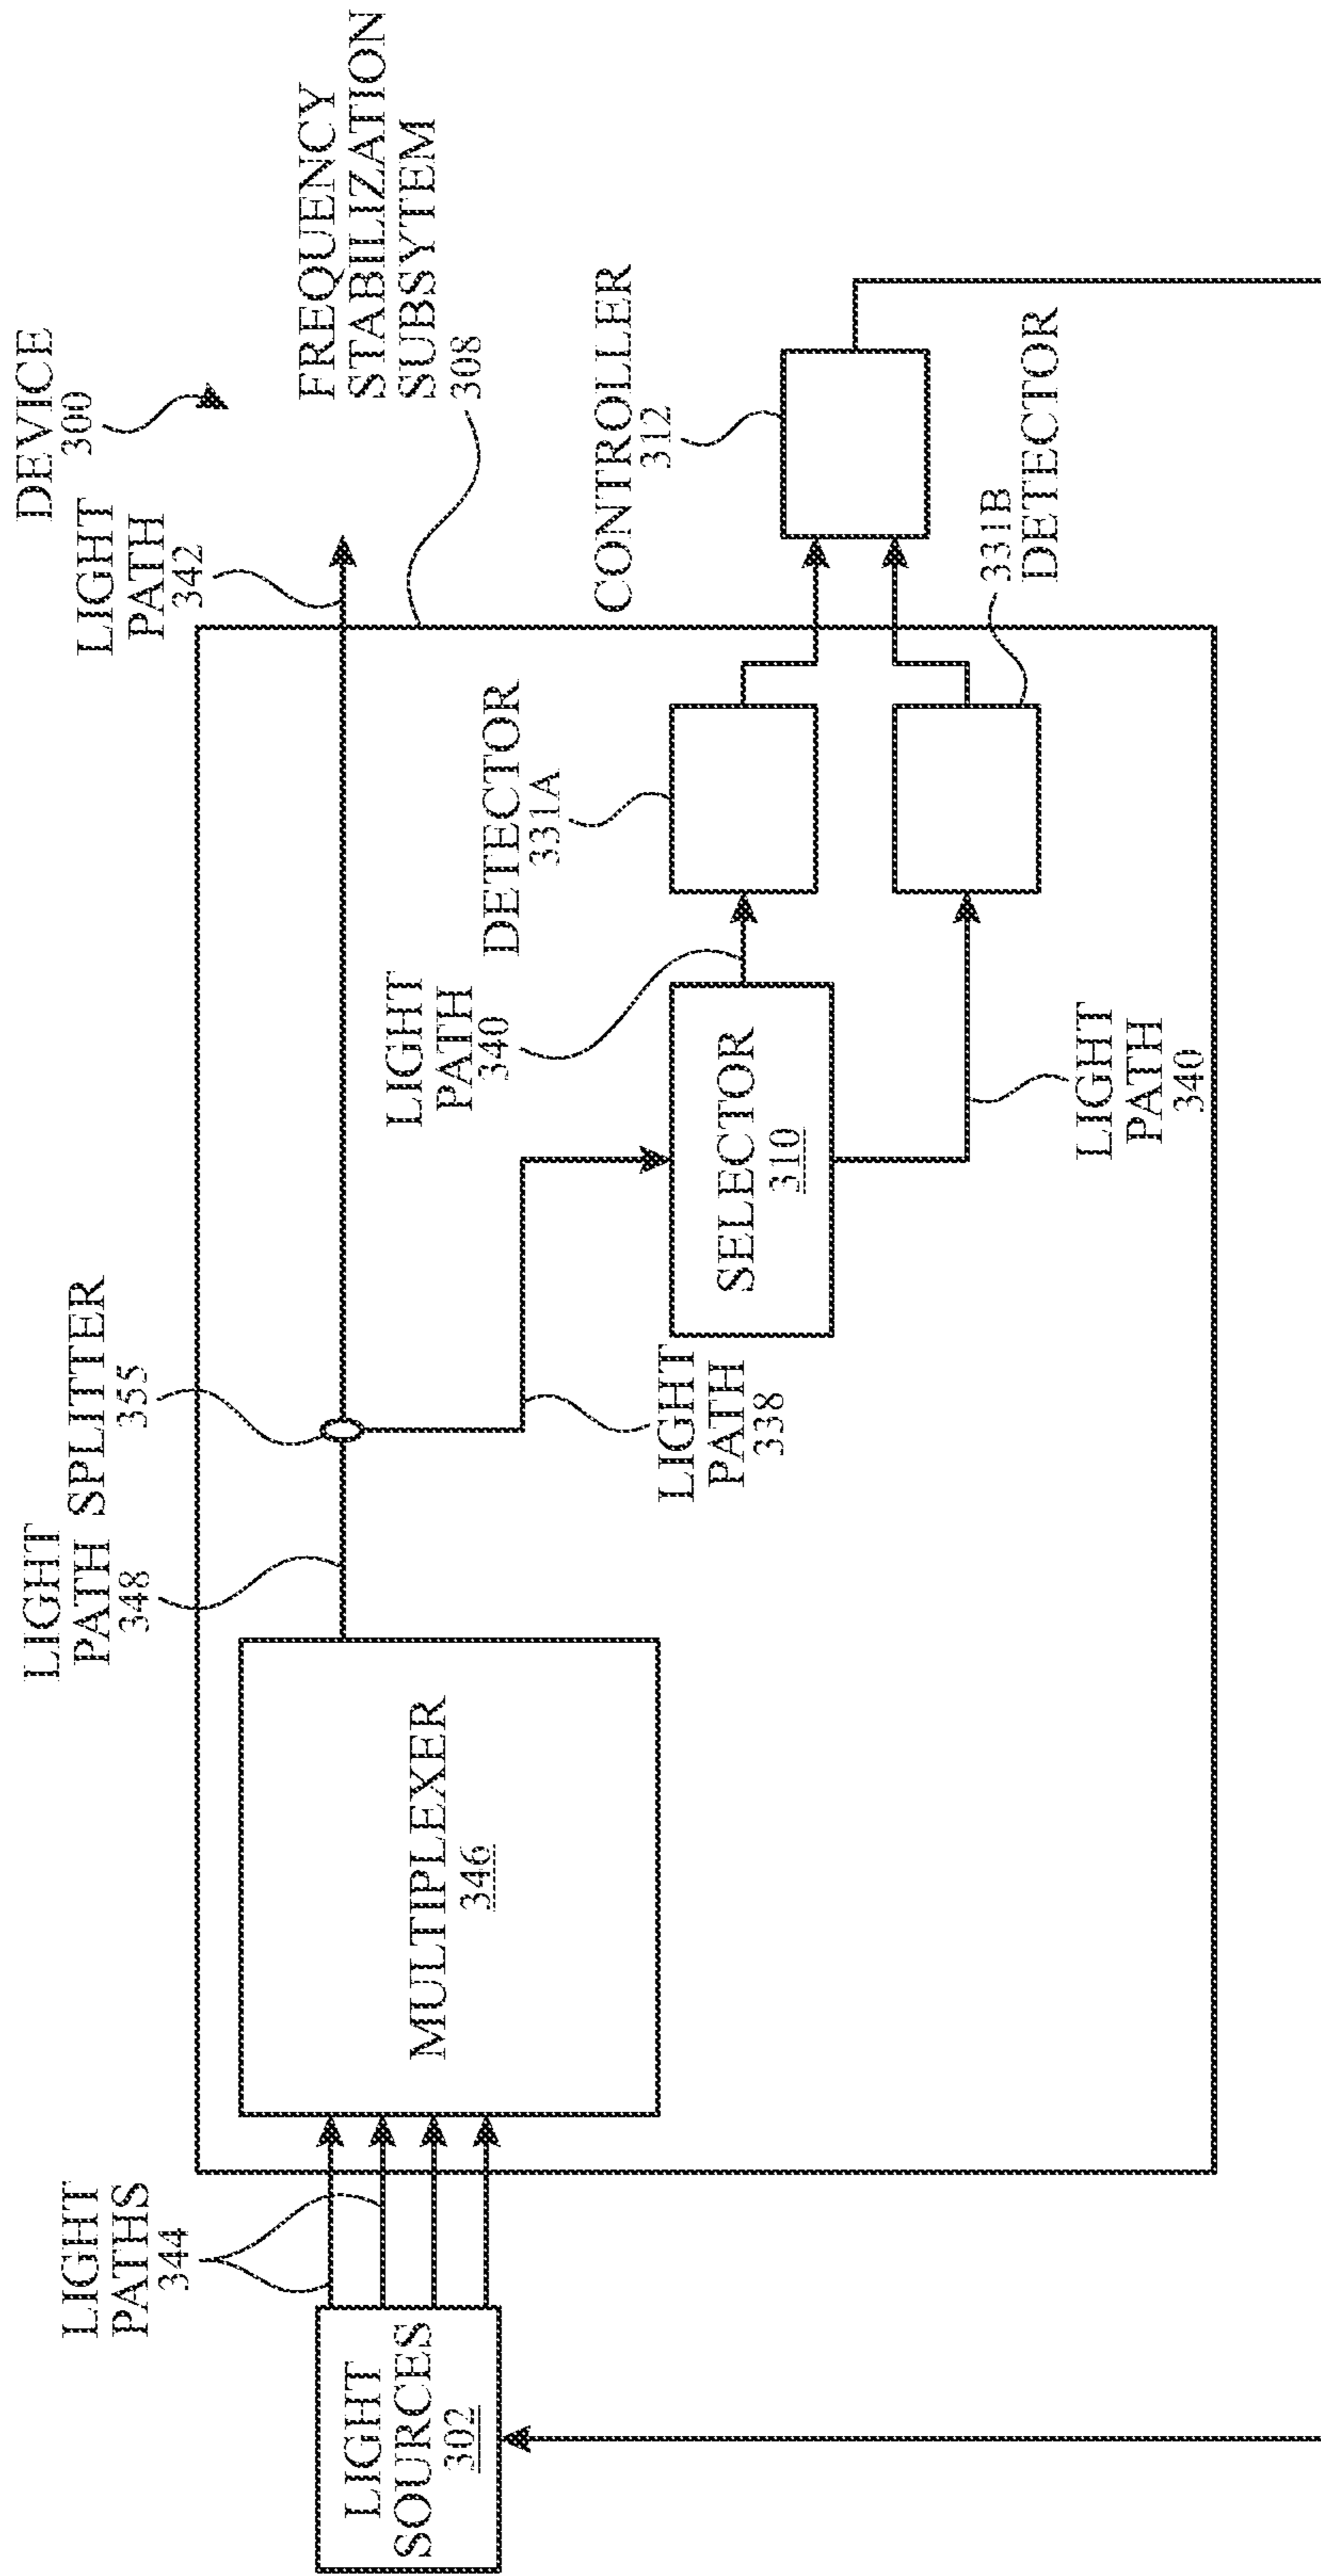 DEVICE
300
LIGHT
PATH
342
FREQUENCY
STABILIZATION
SUBSYTEM
308
LIGHT
PATH
348
SPLITTER
355
LIGHT
PATHS
344
LIGHT
SOURCES
302
MULTIPLEXER
346
LIGHT
PATH
338
SELECTOR
310
LIGHT
PATH
340
DETECTOR
331A
CONTROLLER
312
331B
DETECTOR
LIGHT
PATH
340